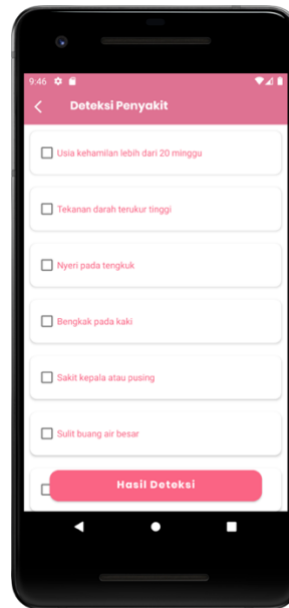 9:46
Deteksi Penyakit
Usia kehamilan lebih dari 20 minggu
Tekanan darah terukur tinggi
Nyeri pada tengkuk
Bengkak pada kaki
Sakit kepala atau pusing
Sulit buang air besar
Hasil Deteksi